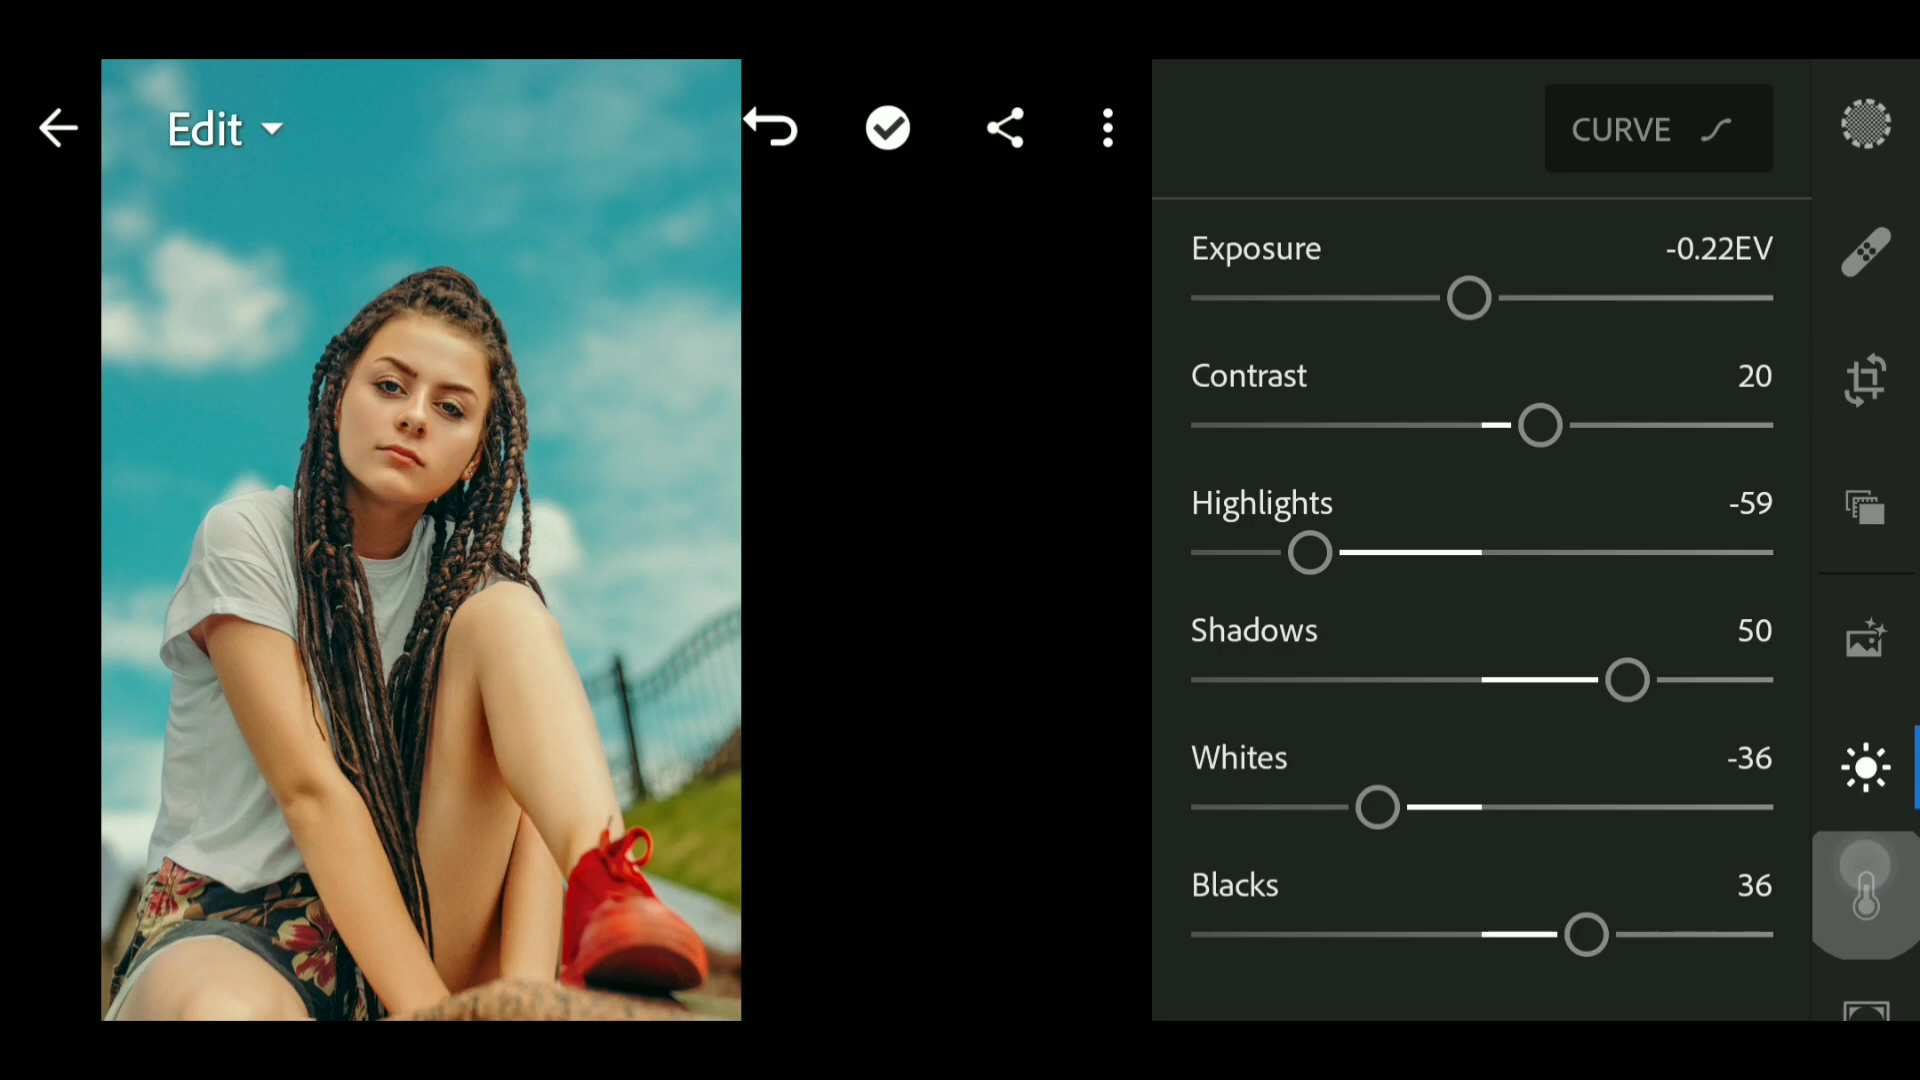 Edit
CURVE
Exposure -0.22EV
Contrast 20
Highlights -59
Shadows 50
Whites -36
Blacks 36